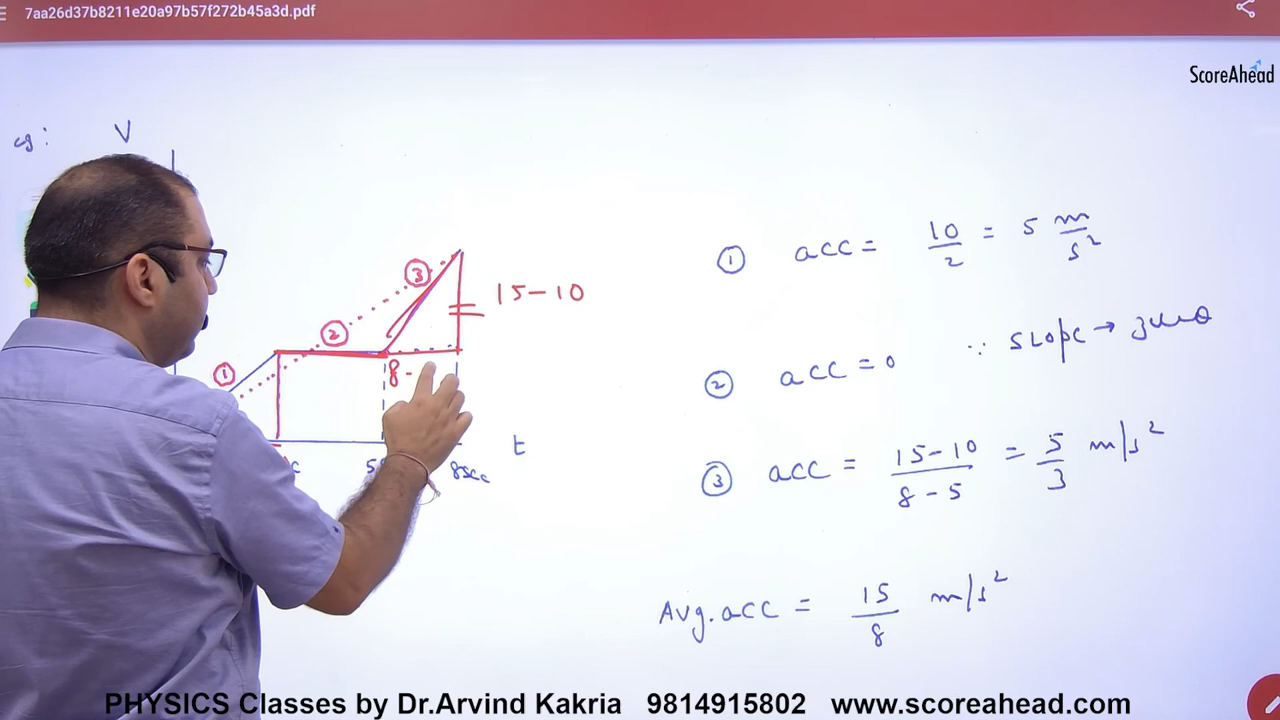 7aa26d37b8211e20a97b57f272b45a3d.pdf
ScoreAhead
eg:
V
① acc = 10/2 = 5 m/s²
③
15-10
②
② acc = 0 ∵ slope → zero
①
8-
t
8sec
③ acc = 15-10/8-5 = 5/3 m/s²
Avg. acc = 15/8 m/s²
PHYSICS Classes by Dr.Arvind Kakria 9814915802 www.scoreahead.com